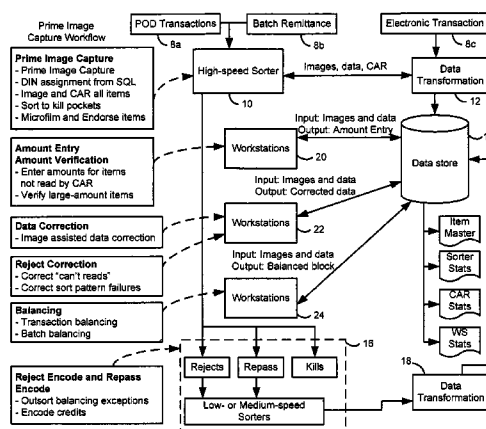 Prime Image
Capture Workflow
POD Transactions
Batch Remittance
Electronic Transaction
8a
8b
8c
Prime Image Capture
- Prime Image Capture
- DIN assignment from SQL
- Image and CAR all items
- Sort to kill pockets
- Microfilm and Endorse items
High-speed Sorter
10
Images, data, CAR
Data
Transformation
12
Amount Entry
Amount Verification
- Enter amounts for items
not read by CAR
- Verify large-amount items
Workstations
20
Input: Images and data
Output: Amount Entry
Data store
Input: Images and data
Output: Corrected data
Data Correction
- Image assisted data correction
Workstations
22
Reject Correction
- Correct "can't reads"
- Correct sort pattern failures
Input: Images and data
Output: Balanced block
Balancing
- Transaction balancing
- Batch balancing
Workstations
24
Item
Master
Sorter
Stats
CAR
Stats
WS
Stats
16
Reject Encode and Repass
Encode
- Outsort balancing exceptions
- Encode credits
Rejects
Repass
Kills
Low- or Medium-speed
Sorters
18
Data
Transformation